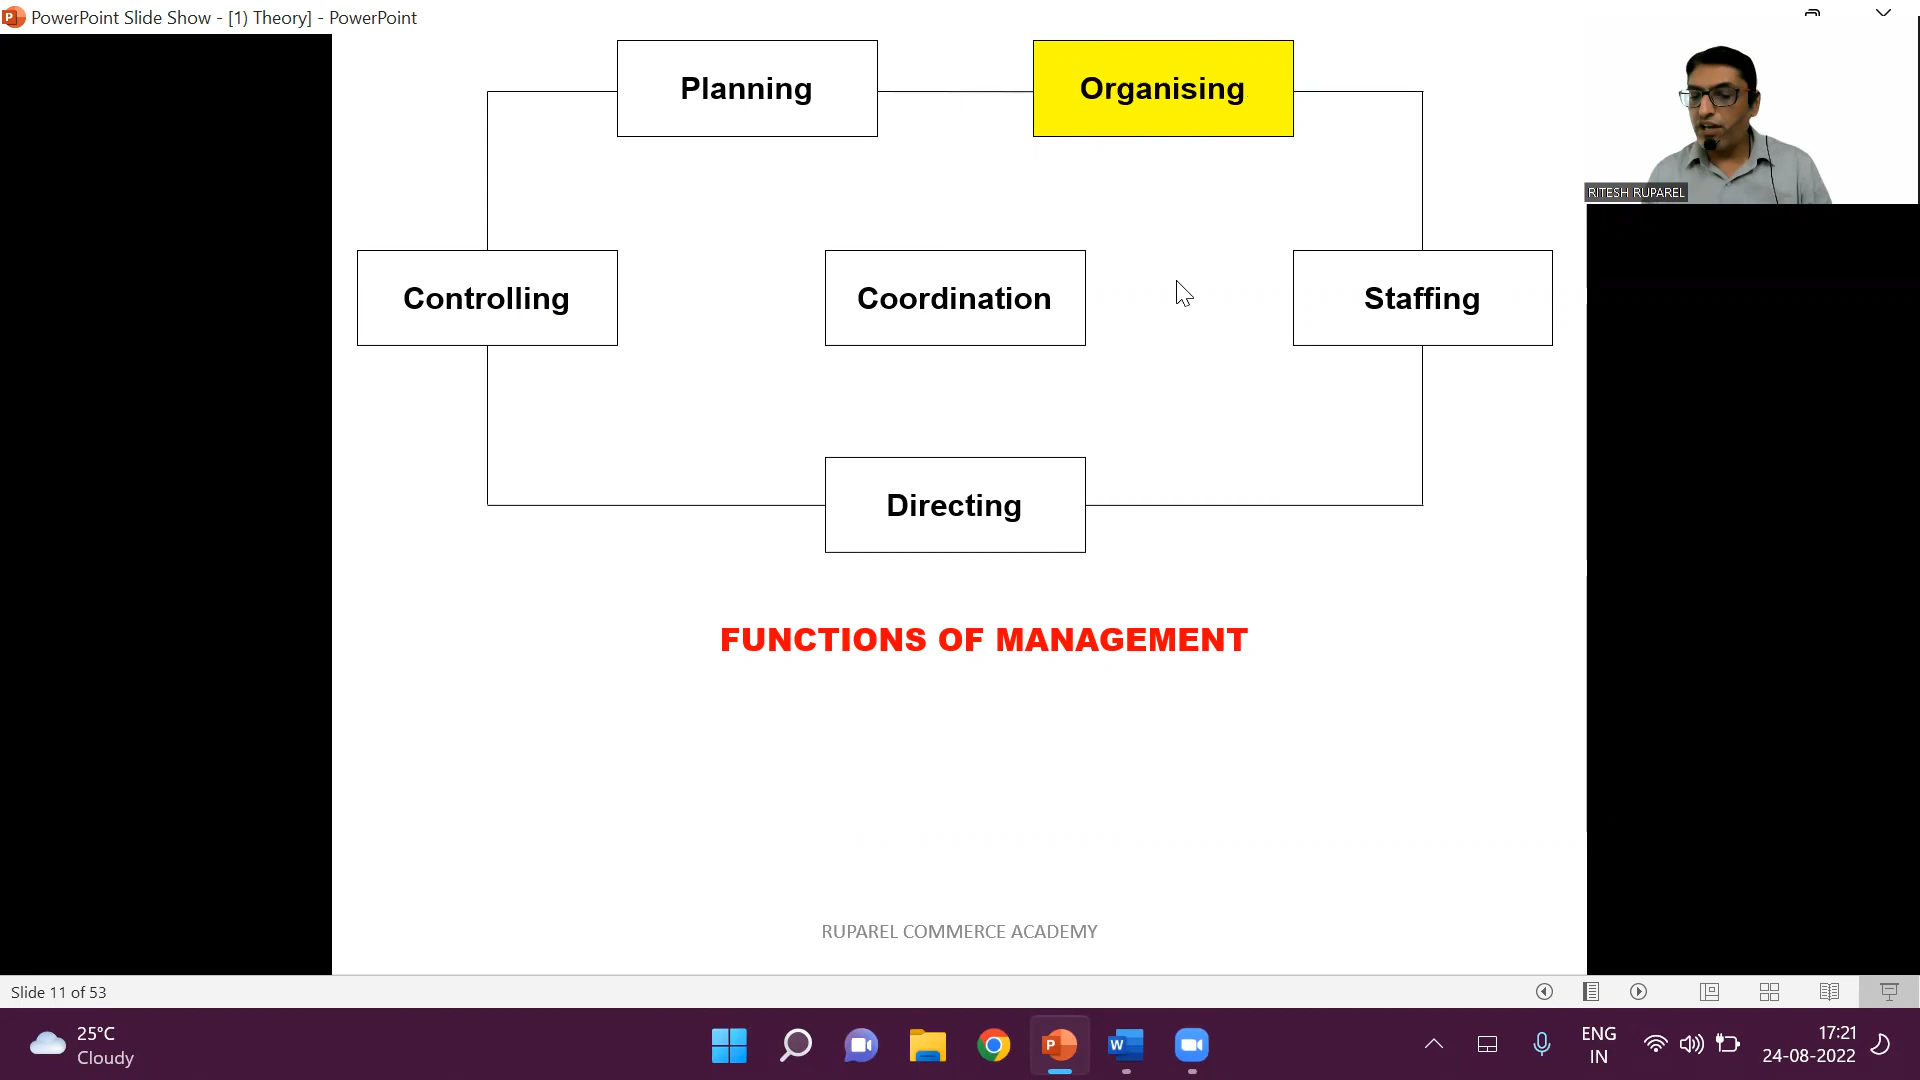 PowerPoint Slide Show - [1) Theory] - PowerPoint
Planning
Organising
RITESH RUPAREL
Controlling
Coordination
Staffing
Directing
FUNCTIONS OF MANAGEMENT
RUPAREL COMMERCE ACADEMY
Slide 11 of 53
25°C
Cloudy
ENG
IN
17:21
24-08-2022